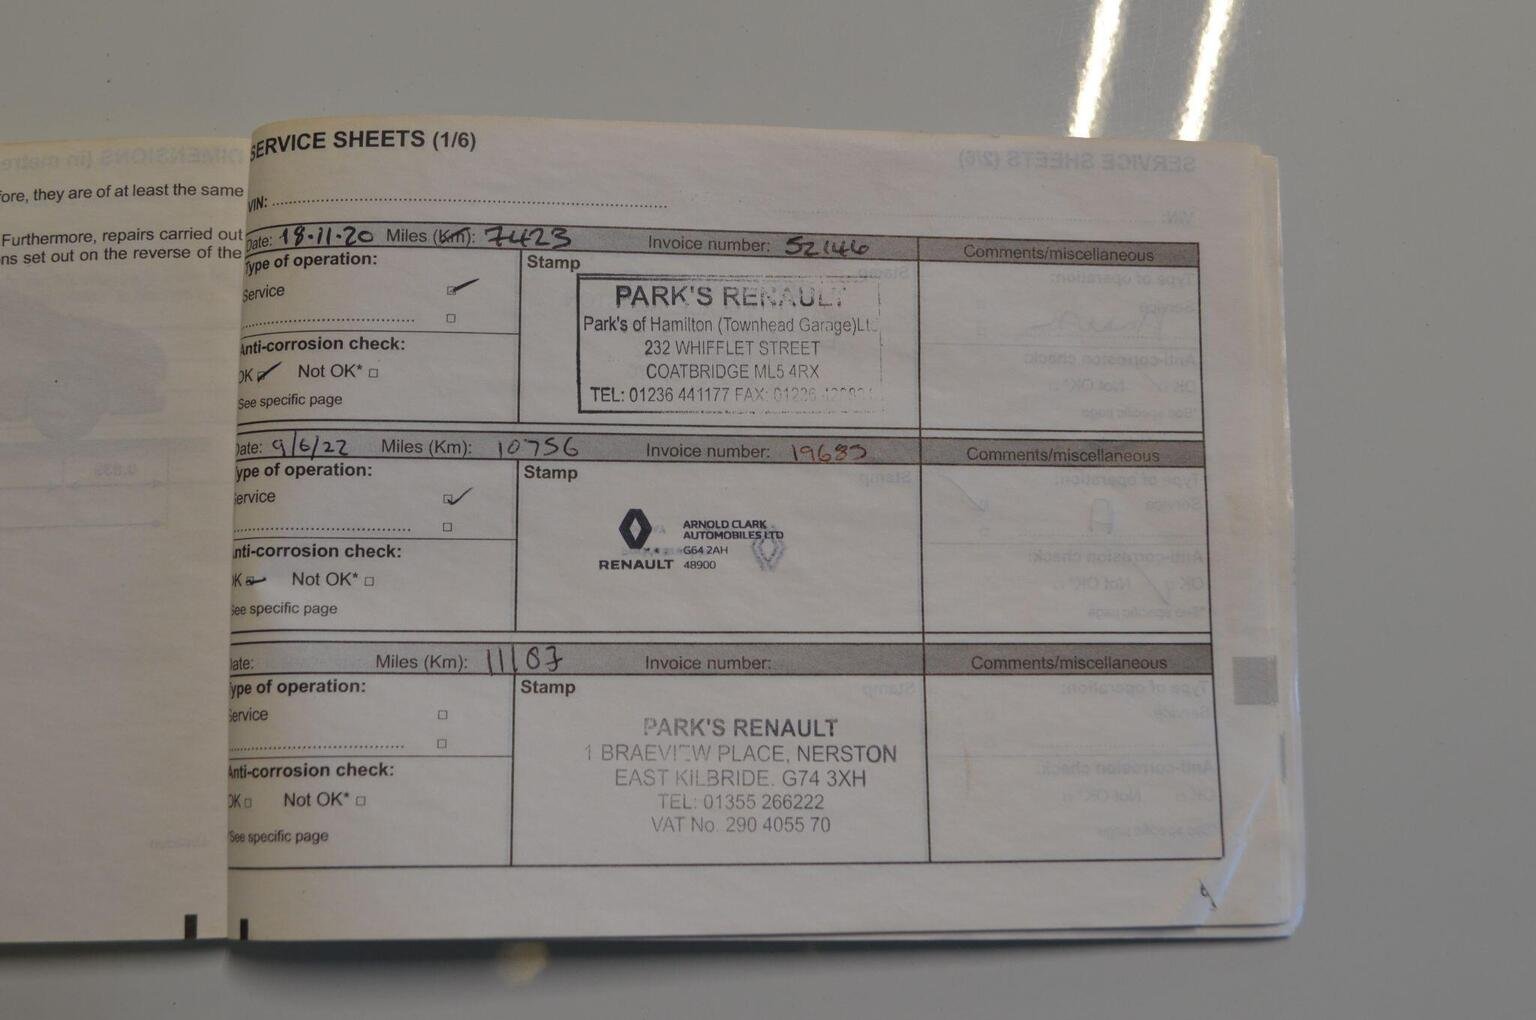 fore, they are of at least the same
Furthermore, repairs carried out
ns set out on the reverse of the
SERVICE SHEETS (1/6)
VIN:
Date: 18-11-20 Miles (Km): 7423 Invoice number: 52146 Comments/miscellaneous
Type of operation:
Service
Anti-corrosion check:
OK Not OK*
See specific page
Stamp
PARK'S RENAULT
Park's of Hamilton (Townhead Garage)Ltd
232 WHIFFLET STREET
COATBRIDGE ML5 4RX
TEL: 01236 441177 FAX: 01236
Date: 9/6/22 Miles (Km): 10756 Invoice number: Comments/miscellaneous
Type of operation:
Service
Anti-corrosion check:
OK Not OK*
See specific page
Stamp
RENAULT
ARNOLD CLARK
AUTOMOBILES LTD
G64 2AH
48900
Date: Miles (Km): 11187 Invoice number: Comments/miscellaneous
Type of operation:
Service
Anti-corrosion check:
OK Not OK*
*See specific page
Stamp
PARK'S RENAULT
1 BRAEVIEW PLACE, NERSTON
EAST KILBRIDE. G74 3XH
TEL: 01355 266222
VAT No. 290 4055 70